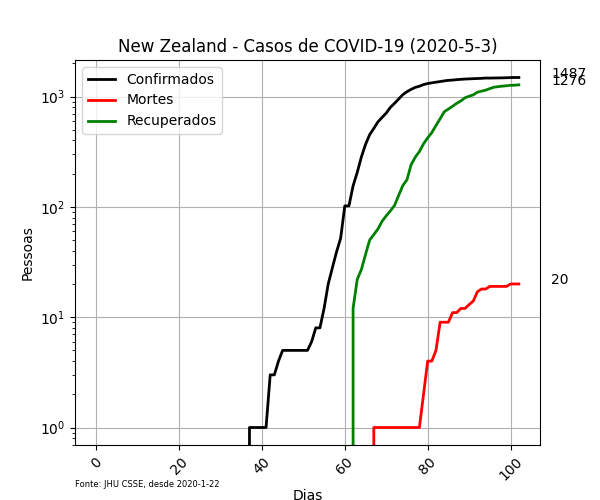 New Zealand - Casos de COVID-19 (2020-5-3)
Confirmados
Mortes
Recuperados
1487
1276
20
10³
10²
10¹
10⁰
Pessoas
0 20 40 60 80 100
Fonte: JHU CSSE, desde 2020-1-22
Dias